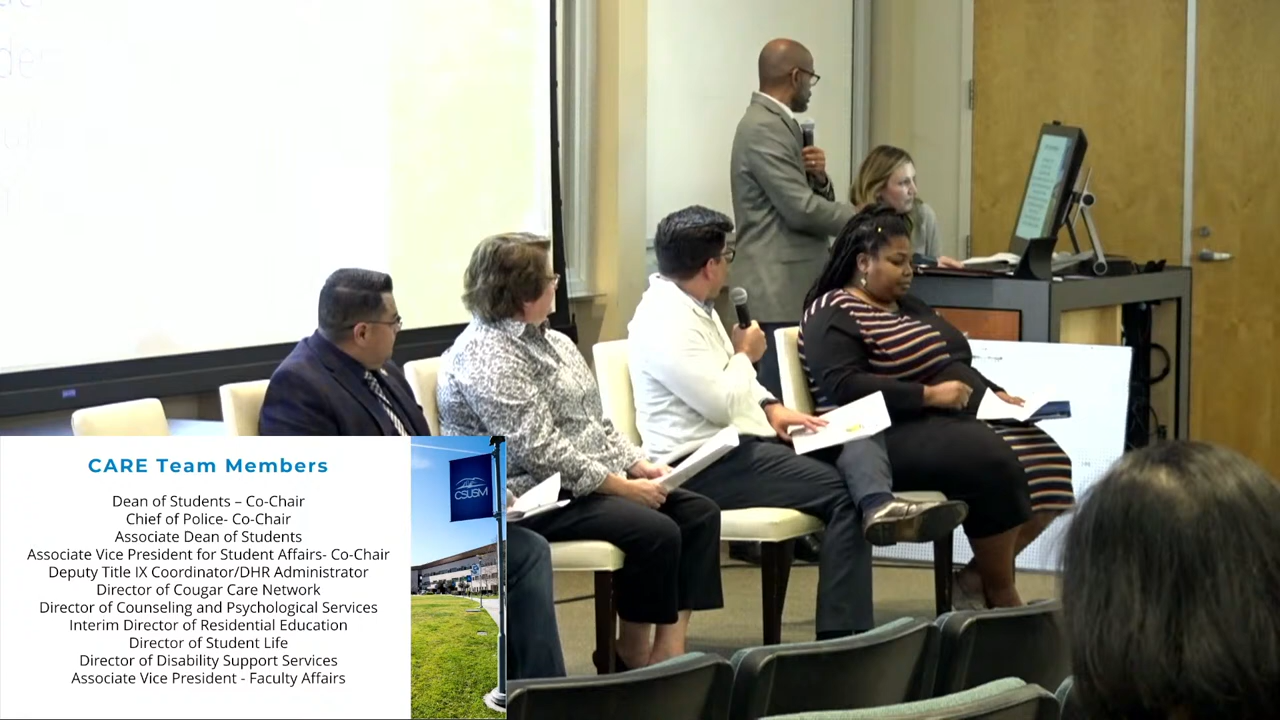 CARE Team Members
Dean of Students – Co-Chair
Chief of Police- Co-Chair
Associate Dean of Students
Associate Vice President for Student Affairs- Co-Chair
Deputy Title IX Coordinator/DHR Administrator
Director of Cougar Care Network
Director of Counseling and Psychological Services
Interim Director of Residential Education
Director of Student Life
Director of Disability Support Services
Associate Vice President - Faculty Affairs
CSUSM